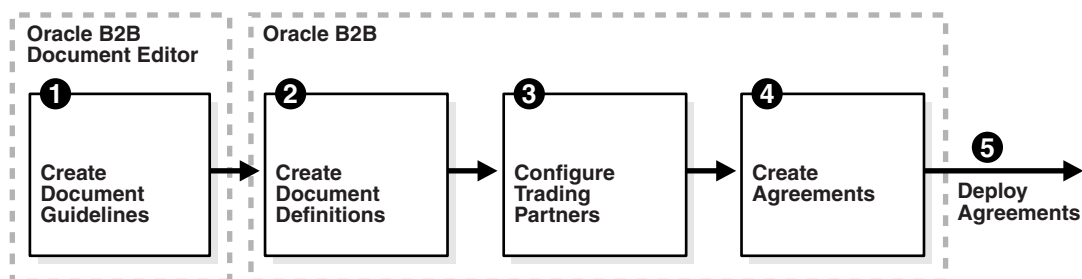 Oracle B2B
Document Editor
Oracle B2B
1
Create
Document
Guidelines
2
Create
Document
Definitions
3
Configure
Trading
Partners
4
Create
Agreements
5
Deploy
Agreements